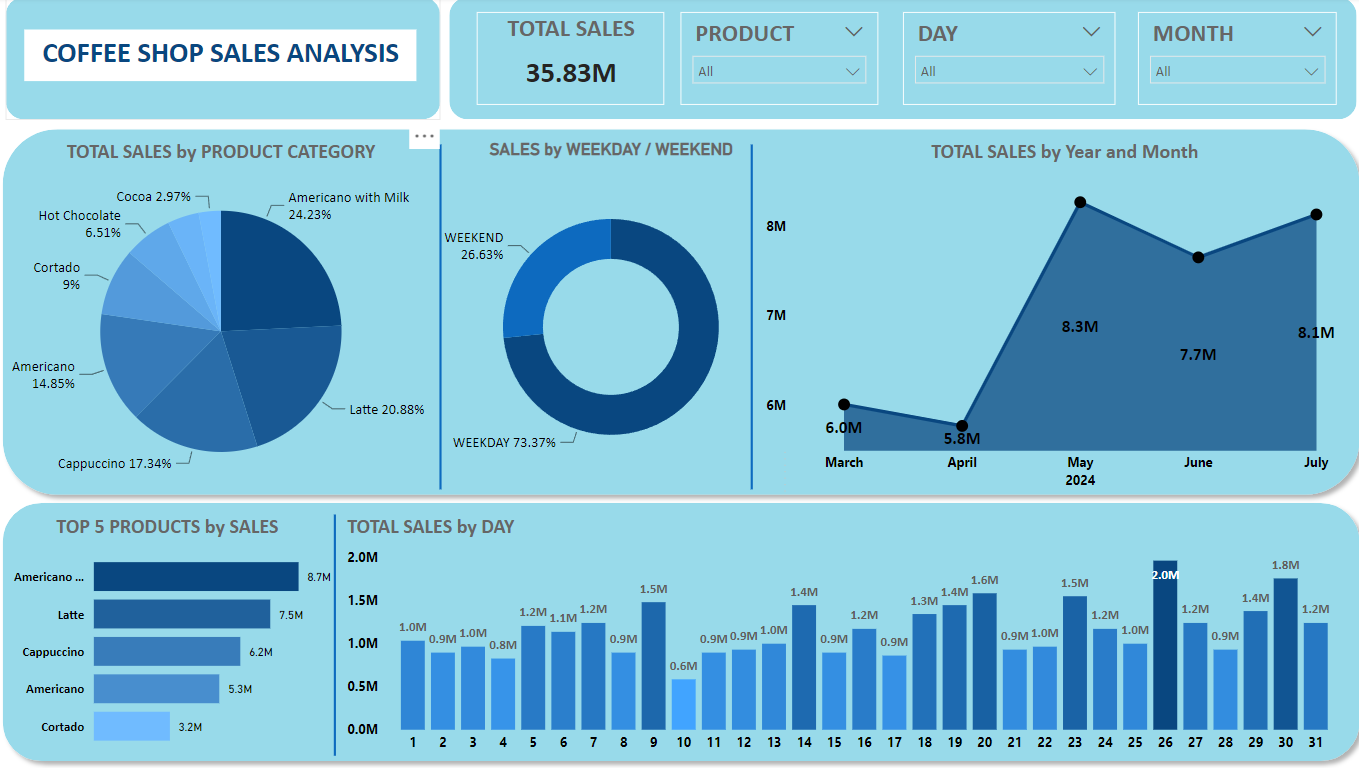 COFFEE SHOP SALES ANALYSIS
TOTAL SALES
35.83M
PRODUCT
All
DAY
All
MONTH
All
TOTAL SALES by PRODUCT CATEGORY
Cocoa 2.97%
Americano with Milk
24.23%
Hot Chocolate
6.51%
Cortado
9%
Americano
14.85%
Latte 20.88%
Cappuccino 17.34%
SALES by WEEKDAY / WEEKEND
WEEKEND
26.63%
WEEKDAY 73.37%
TOTAL SALES by Year and Month
8M
7M
6M
6.0M
5.8M
8.3M
7.7M
8.1M
March April May June July
2024
TOP 5 PRODUCTS by SALES
Americano ... 8.7M
Latte 7.5M
Cappuccino 6.2M
Americano 5.3M
Cortado 3.2M
TOTAL SALES by DAY
2.0M
1.5M
1.0M
0.5M
0.0M
1.0M 0.9M 1.0M 0.8M 1.2M 1.1M 1.2M 0.9M 1.5M 0.6M 0.9M 0.9M 1.0M 1.4M 0.9M 1.2M 0.9M 1.3M 1.4M 1.6M 0.9M 1.0M 1.5M 1.2M 1.0M 2.0M 1.2M 0.9M 1.4M 1.8M 1.2M
1 2 3 4 5 6 7 8 9 10 11 12 13 14 15 16 17 18 19 20 21 22 23 24 25 26 27 28 29 30 31